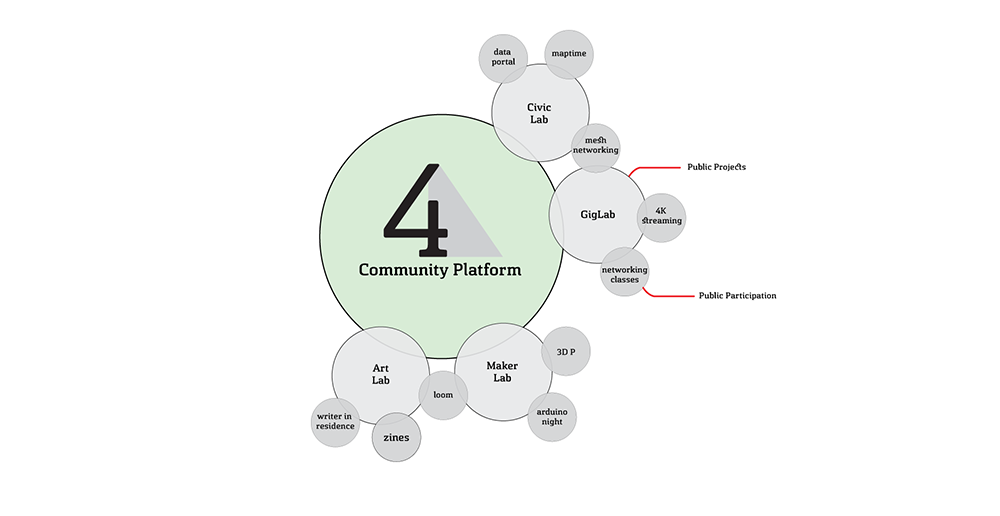 data
portal
maptime
Civic
Lab
mesh
networking
Public Projects
GigLab
4K
streaming
networking
classes
Public Participation
4
Community Platform
Art
Lab
Maker
Lab
3D P
loom
arduino
night
writer in
residence
zines